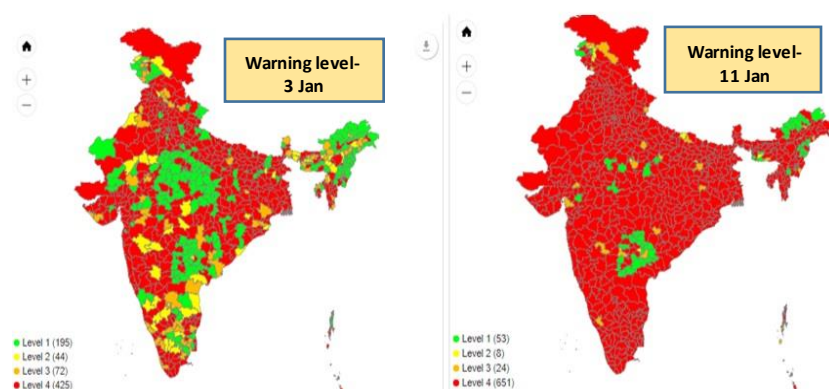 Warning level-
3 Jan
Level 1 (195)
Level 2 (44)
Level 3 (72)
Level 4 (425)
Warning level-
11 Jan
Level 1 (53)
Level 2 (8)
Level 3 (24)
Level 4 (651)